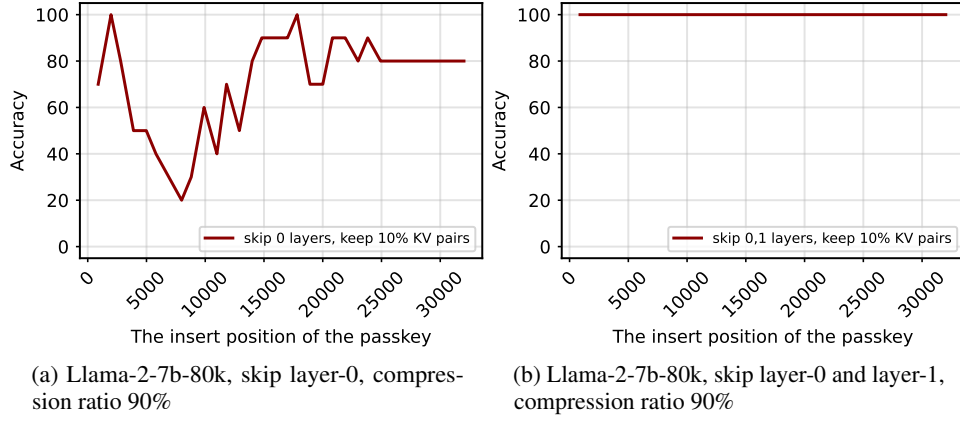 100
80
60
40
20
0
Accuracy
skip 0 layers, keep 10% KV pairs
0
5000
10000
15000
20000
25000
30000
The insert position of the passkey
(a) Llama-2-7b-80k, skip layer-0, compres-
sion ratio 90%
100
80
60
40
20
0
Accuracy
skip 0,1 layers, keep 10% KV pairs
0
5000
10000
15000
20000
25000
30000
The insert position of the passkey
(b) Llama-2-7b-80k, skip layer-0 and layer-1,
compression ratio 90%